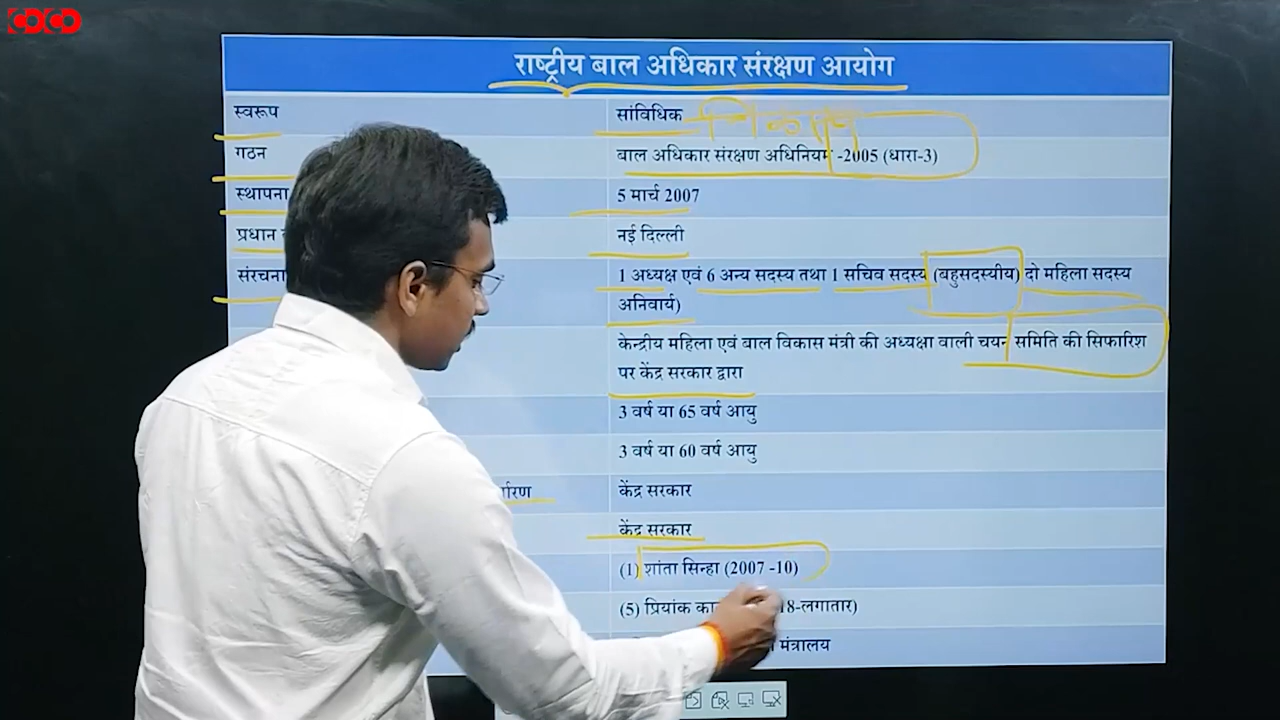 COCO
राष्ट्रीय बाल अधिकार संरक्षण आयोग
स्वरूप सांविधिक निकाय
गठन बाल अधिकार संरक्षण अधिनियम -2005 (धारा-3)
स्थापना 5 मार्च 2007
प्रधान नई दिल्ली
संरचना 1 अध्यक्ष एवं 6 अन्य सदस्य तथा 1 सचिव सदस्य (बहुसदस्यीय) दो महिला सदस्य
अनिवार्य)
केन्द्रीय महिला एवं बाल विकास मंत्री की अध्यक्षा वाली चयन समिति की सिफारिश
पर केंद्र सरकार द्वारा
3 वर्ष या 65 वर्ष आयु
3 वर्ष या 60 वर्ष आयु
केंद्र सरकार
केंद्र सरकार
(1) शांता सिन्हा (2007 -10)
(5) प्रियांक 18-लगातार)
मंत्रालय